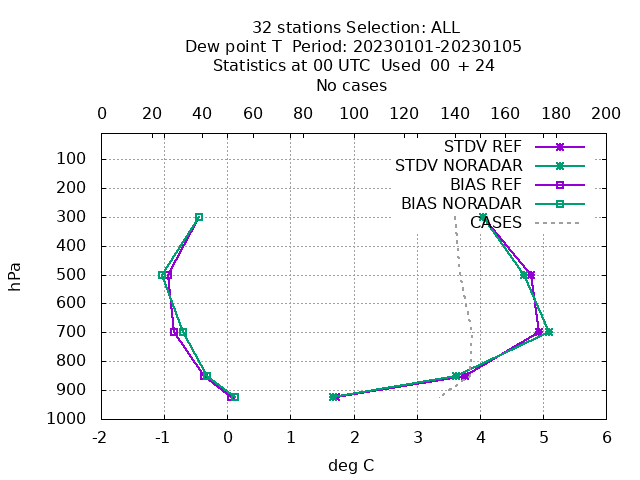 32 stations Selection: ALL
Dew point T  Period: 20230101-20230105
Statistics at 00 UTC  Used  00 + 24
No cases
0 20 40 60 80 100 120 140 160 180 200
STDV REF
STDV NORADAR
BIAS REF
BIAS NORADAR
CASES
100
200
300
400
500
600
700
800
900
1000
hPa
-2 -1 0 1 2 3 4 5 6
deg C